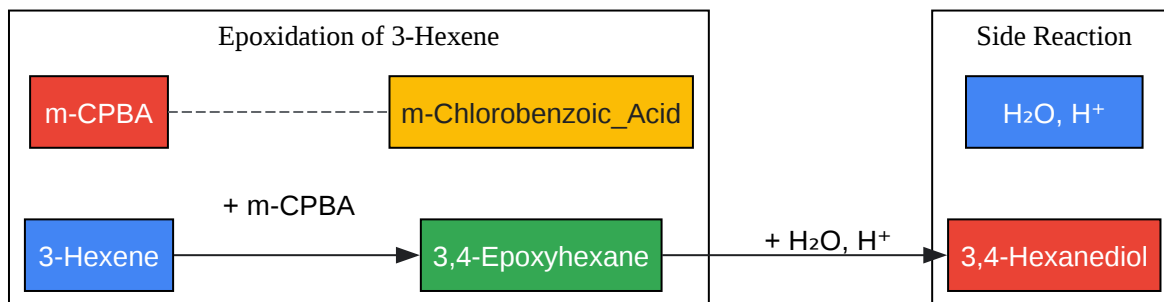 Epoxidation of 3-Hexene
Side Reaction
m-CPBA
m-Chlorobenzoic_Acid
H₂O, H⁺
+ m-CPBA
+ H₂O, H⁺
3-Hexene
3,4-Epoxyhexane
3,4-Hexanediol